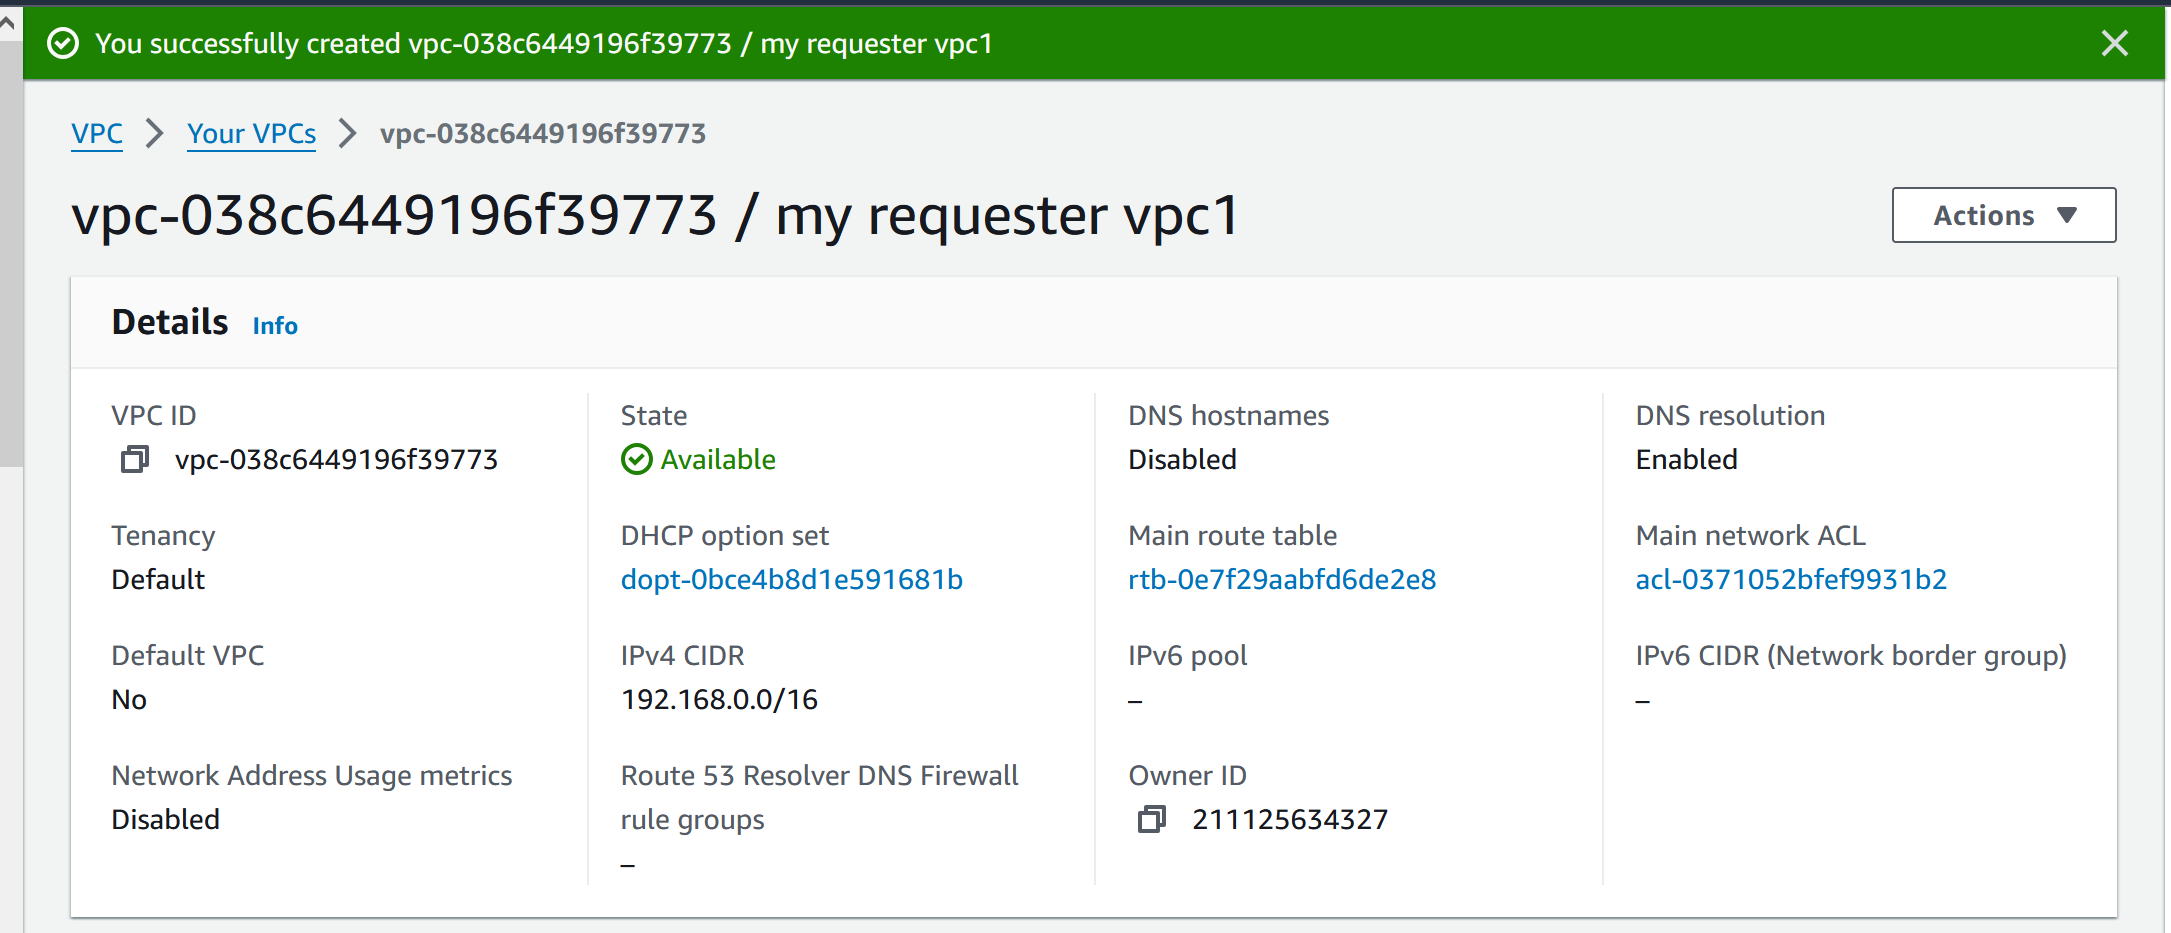 You successfully created vpc-038c6449196f39773 / my requester vpc1
VPC > Your VPCs > vpc-038c6449196f39773
vpc-038c6449196f39773 / my requester vpc1
Actions
Details Info
VPC ID
vpc-038c6449196f39773
State
Available
DNS hostnames
Disabled
DNS resolution
Enabled
Tenancy
Default
DHCP option set
dopt-0bce4b8d1e591681b
Main route table
rtb-0e7f29aabfd6de2e8
Main network ACL
acl-0371052bfef9931b2
Default VPC
No
IPv4 CIDR
192.168.0.0/16
IPv6 pool
–
IPv6 CIDR (Network border group)
–
Network Address Usage metrics
Disabled
Route 53 Resolver DNS Firewall
rule groups
–
Owner ID
211125634327